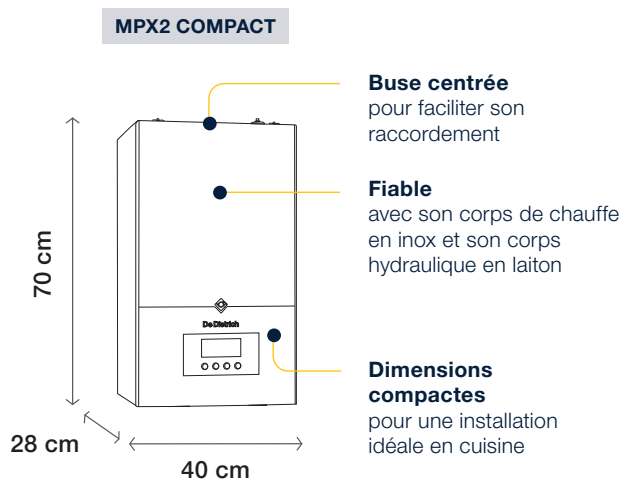 MPX2 COMPACT
Buse centrée
pour faciliter son
raccordement
Fiable
avec son corps de chauffe
en inox et son corps
hydraulique en laiton
70 cm
De Dietrich
Dimensions
compactes
pour une installation
idéale en cuisine
28 cm
40 cm